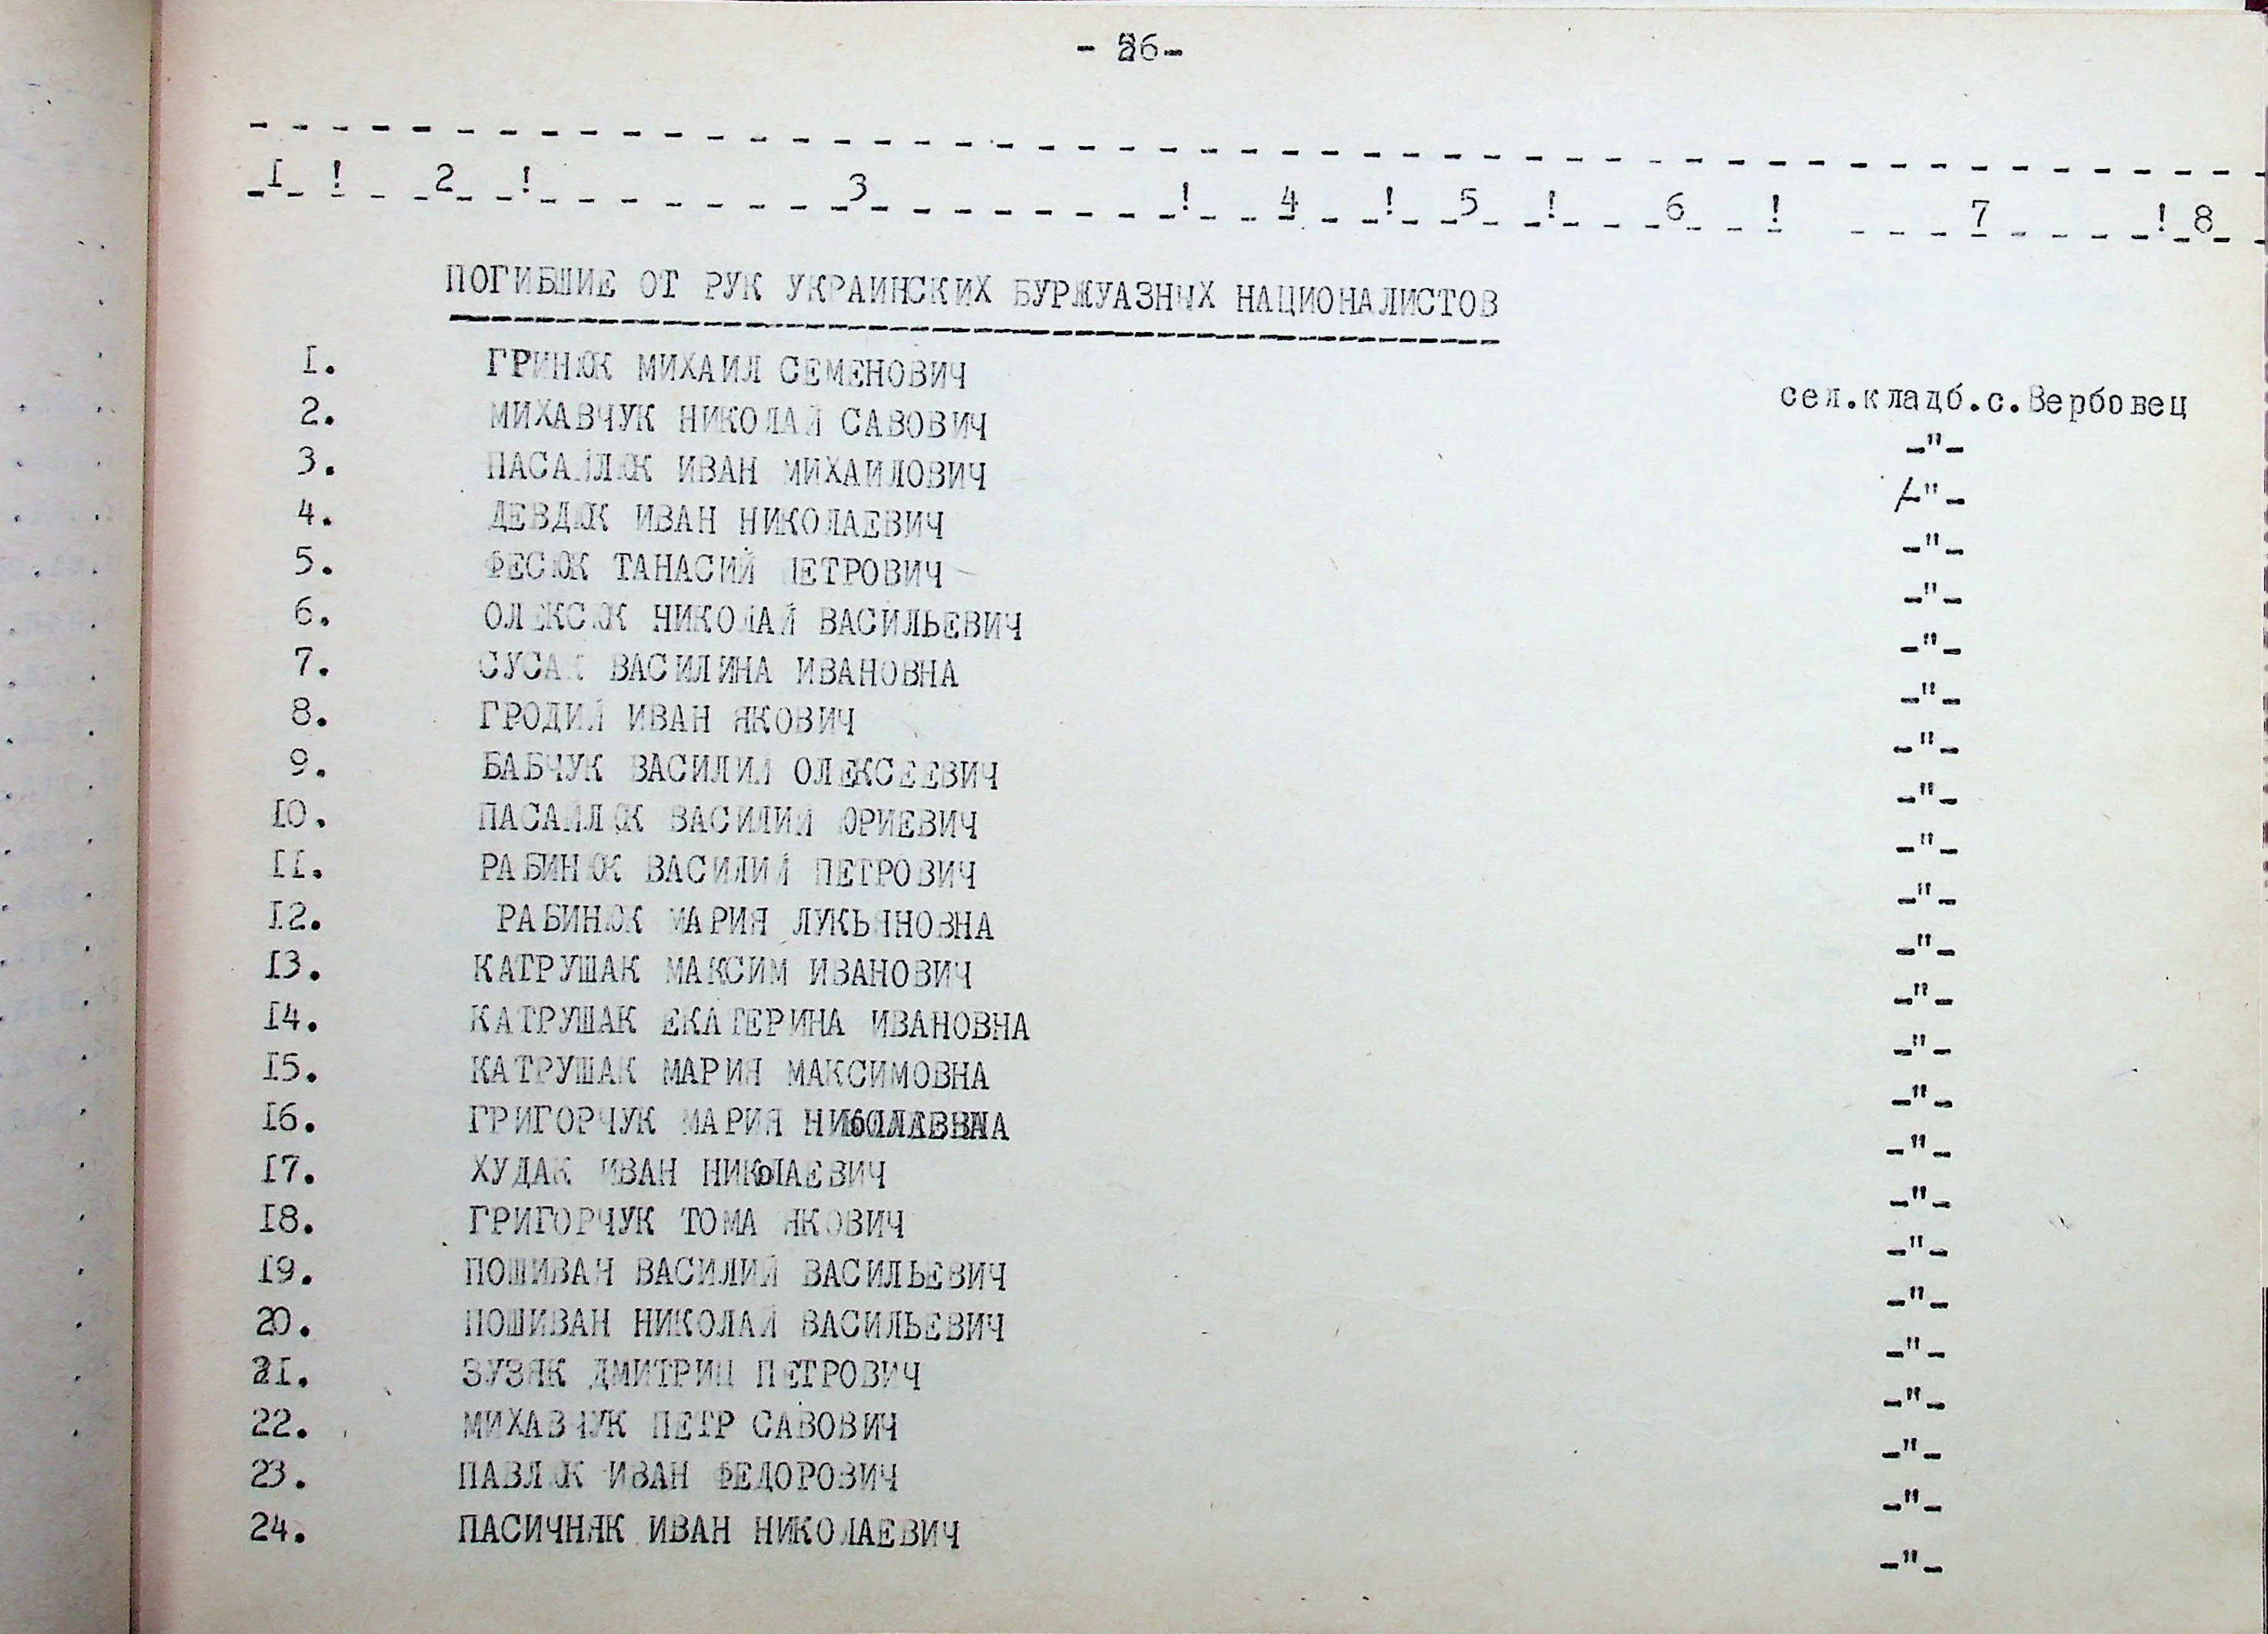 - 56-
1 ! 2 ! 3 ! 4 ! 5 ! 6 ! 7 ! 8
ПОГИБШИЕ ОТ РУК УКРАИНСКИХ БУРЖУАЗНЫХ НАЦИОНАЛИСТОВ
1. ГРИНЮК МИХАИЛ СЕМЕНОВИЧ сел.кладб.с.Вербовец
2. МИХАВЧУК НИКОЛАЙ САВОВИЧ -"-
3. ПАСАЙЛЮК ИВАН МИХАЙЛОВИЧ -"-
4. ДЕВДЮК ИВАН НИКОЛАЕВИЧ -"-
5. ФЕСЮК ТАНАСИЙ ПЕТРОВИЧ -"-
6. ОЛЕКСЮК НИКОЛАЙ ВАСИЛЬЕВИЧ -"-
7. СУСАК ВАСИЛИНА ИВАНОВНА -"-
8. ГРОДИЛ ИВАН ЯКОВИЧ -"-
9. БАБЧУК ВАСИЛИЙ ОЛЕКСЕЕВИЧ -"-
10. ПАСАЙЛЮК ВАСИЛИЙ ЮРИЕВИЧ -"-
11. РАБИНЮК ВАСИЛИЙ ПЕТРОВИЧ -"-
12. РАБИНЮК МАРИЯ ЛУКЬЯНОВНА -"-
13. КАТРУШАК МАКСИМ ИВАНОВИЧ -"-
14. КАТРУШАК ЕКАТЕРИНА ИВАНОВНА -"-
15. КАТРУШАК МАРИЯ МАКСИМОВНА -"-
16. ГРИГОРЧУК МАРИЯ НИКОЛАЕВНА -"-
17. ХУДАК ИВАН НИКОЛАЕВИЧ -"-
18. ГРИГОРЧУК ТОМА ЯКОВИЧ -"-
19. ПОШИВАН ВАСИЛИЙ ВАСИЛЬЕВИЧ -"-
20. ПОШИВАН НИКОЛАЙ ВАСИЛЬЕВИЧ -"-
21. ЗУЗЯК ДМИТРИЙ ПЕТРОВИЧ -"-
22. МИХАВЧУК ПЕТР САВОВИЧ -"-
23. ПАВЛЮК ИВАН ФЕДОРОВИЧ -"-
24. ПАСИЧНЯК ИВАН НИКОЛАЕВИЧ -"-